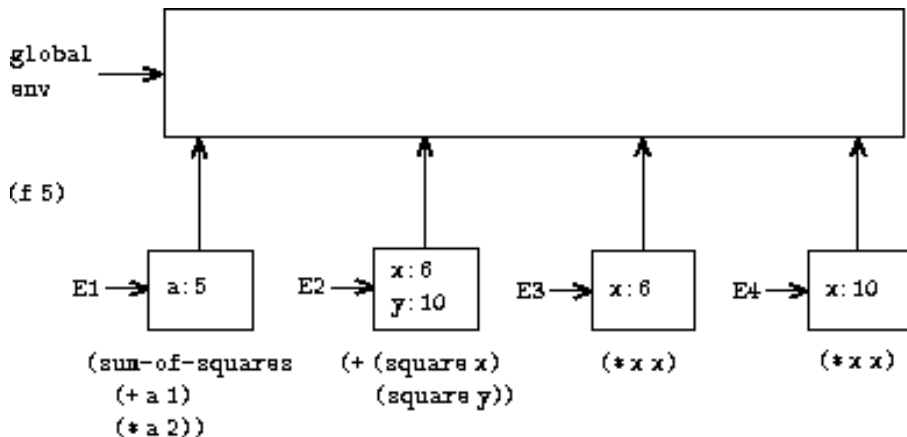 global
env
(f 5)
E1
a:5
E2
x:6
y:10
E3
x:6
E4
x:10
(sum-of-squares
(+ a 1)
(* a 2))
(+ (square x)
(square y))
(* x x)
(* x x)